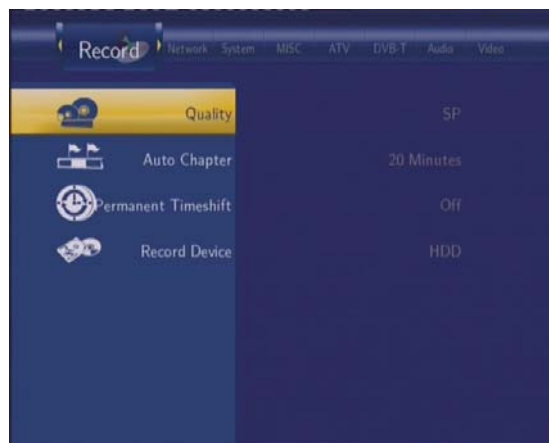 Record Network System MISC ATV DVB-T Audio Video
Quality SP
Auto Chapter 20 Minutes
Permanent Timeshift Off
Record Device HDD